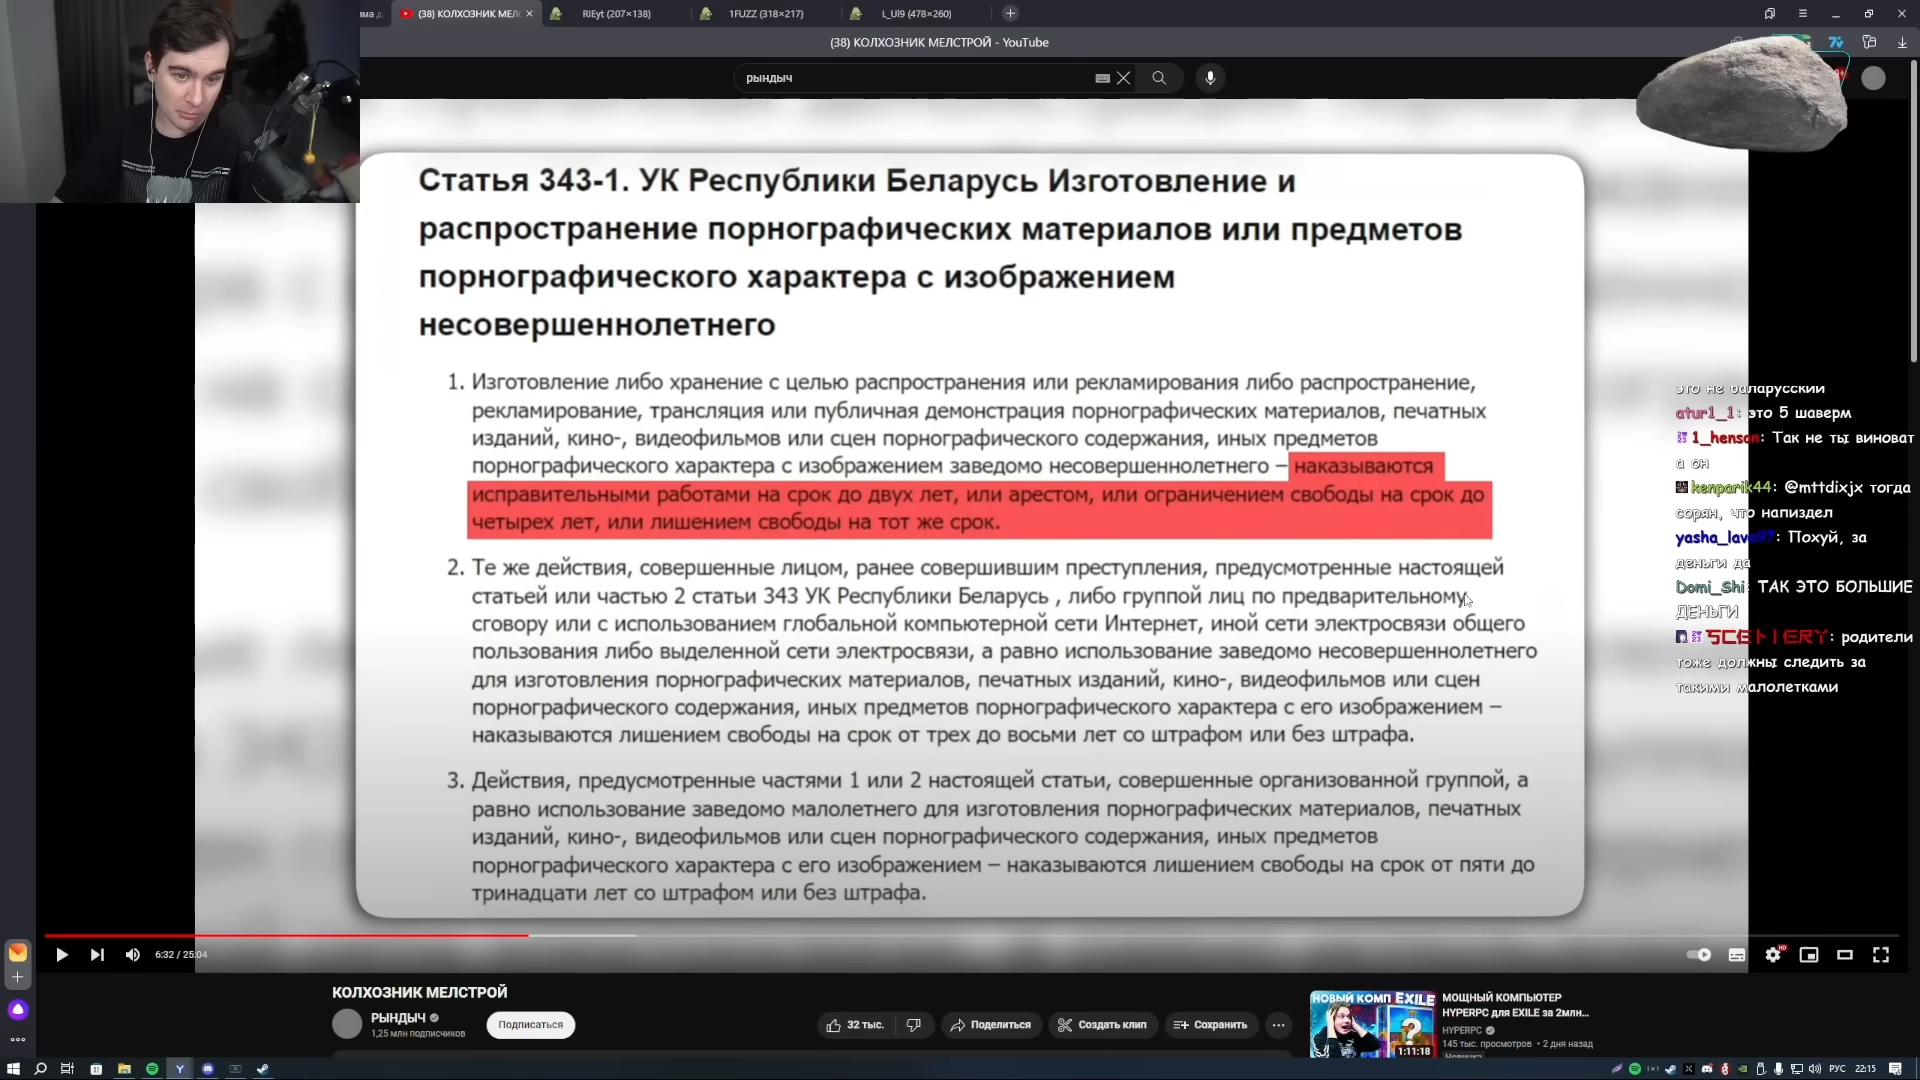 (38) КОЛХОЗНИК МЕЛС
RlEyt (207×138)
1FUZZ (318×217)
L_Ul9 (478×260)
(38) КОЛХОЗНИК МЕЛСТРОЙ - YouTube
рындыч
Статья 343-1. УК Республики Беларусь Изготовление и
распространение порнографических материалов или предметов
порнографического характера с изображением
несовершеннолетнего
1. Изготовление либо хранение с целью распространения или рекламирования либо распространение,
рекламирование, трансляция или публичная демонстрация порнографических материалов, печатных
изданий, кино-, видеофильмов или сцен порнографического содержания, иных предметов
порнографического характера с изображением заведомо несовершеннолетнего – наказываются
исправительными работами на срок до двух лет, или арестом, или ограничением свободы на срок до
четырех лет, или лишением свободы на тот же срок.
2. Те же действия, совершенные лицом, ранее совершившим преступления, предусмотренные настоящей
статьей или частью 2 статьи 343 УК Республики Беларусь , либо группой лиц по предварительному
сговору или с использованием глобальной компьютерной сети Интернет, иной сети электросвязи общего
пользования либо выделенной сети электросвязи, а равно использование заведомо несовершеннолетнего
для изготовления порнографических материалов, печатных изданий, кино-, видеофильмов или сцен
порнографического содержания, иных предметов порнографического характера с его изображением –
наказываются лишением свободы на срок от трех до восьми лет со штрафом или без штрафа.
3. Действия, предусмотренные частями 1 или 2 настоящей статьи, совершенные организованной группой, а
равно использование заведомо малолетнего для изготовления порнографических материалов, печатных
изданий, кино-, видеофильмов или сцен порнографического содержания, иных предметов
порнографического характера с его изображением – наказываются лишением свободы на срок от пяти до
тринадцати лет со штрафом или без штрафа.
это не баларусский
atur1_1: это 5 шаверм
1_henson: Так не ты виноват
а он
kenparik44: @mttdixjx тогда
сорян, что напиздел
yasha_lava97: Похуй, за
деньги да
Domi_Shi: ТАК ЭТО БОЛЬШИЕ
ДЕНЬГИ
SCENERY: родители
тоже должны следить за
такими малолетками
6:32 / 25:04
HD
КОЛХОЗНИК МЕЛСТРОЙ
РЫНДЫЧ
1,25 млн подписчиков
Подписаться
32 тыс.
Поделиться
Создать клип
Сохранить
НОВЫЙ КОМП EXILE
1:11:18
МОЩНЫЙ КОМПЬЮТЕР
HYPERPC для EXILE за 2млн...
HYPERPC
145 тыс. просмотров • 2 дня назад
Новинка
РУС
22:15